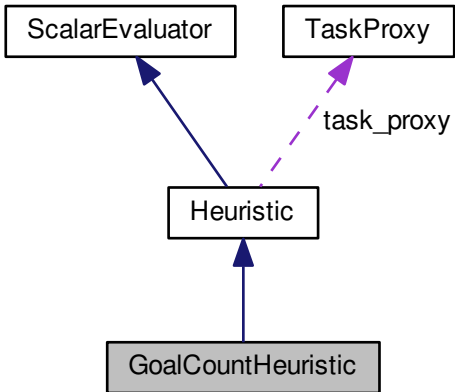 ScalarEvaluator
TaskProxy
task_proxy
Heuristic
GoalCountHeuristic